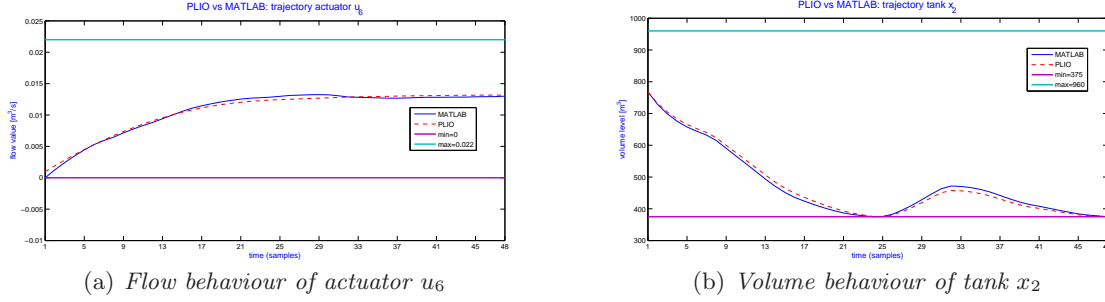 PLIO vs MATLAB: trajectory actuator u6
0.025
0.02
0.015
0.01
0.005
0
−0.005
−0.01
flow value [m³/s]
MATLAB
PLIO
min=0
max=0.022
1 5 9 13 17 21 25 29 33 37 41 45 48
time (samples)
(a) Flow behaviour of actuator u6
PLIO vs MATLAB: trajectory tank x2
1000
900
800
700
600
500
400
300
volume level [m³]
MATLAB
PLIO
min=375
max=960
1 5 9 13 17 21 25 29 33 37 41 45 48
time (samples)
(b) Volume behaviour of tank x2